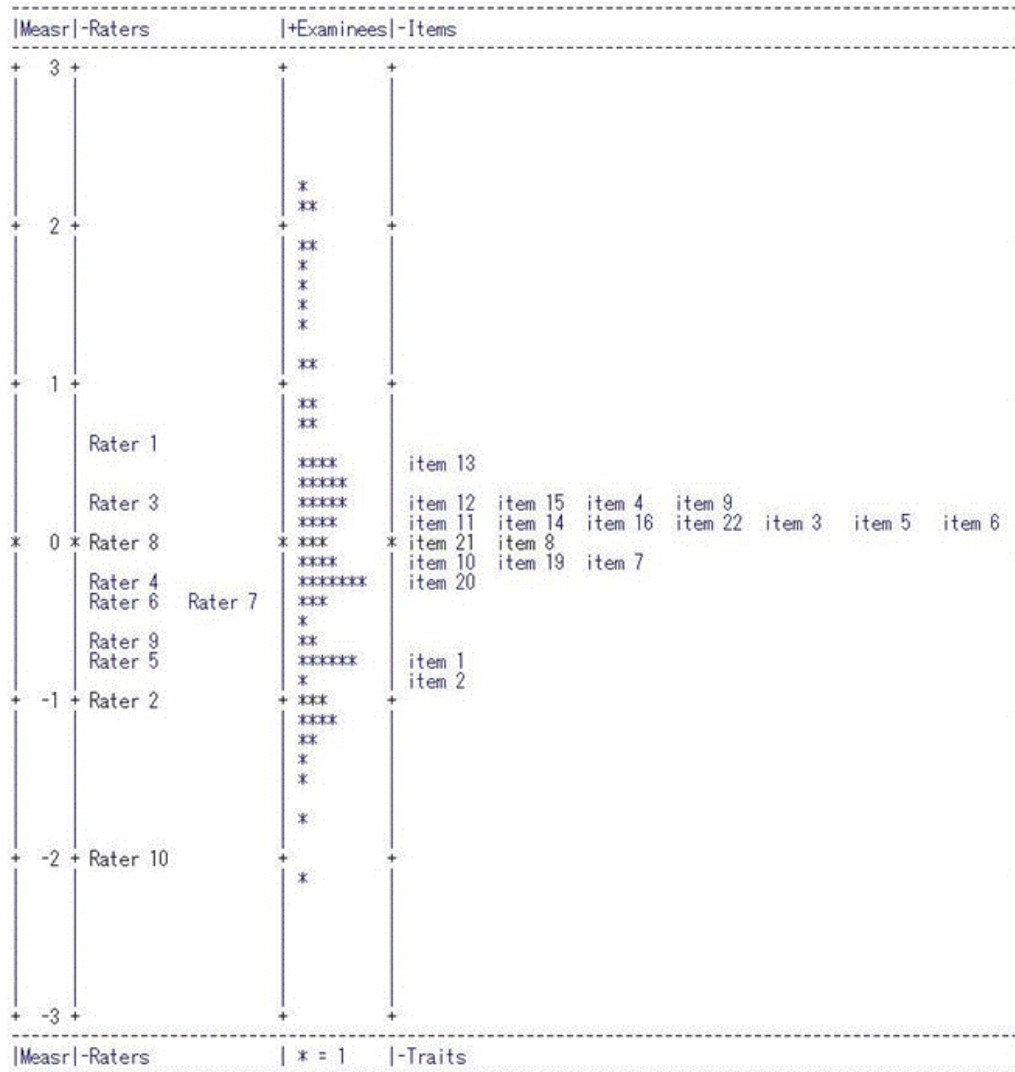 |Measr|-Raters |+Examinees|-Items
+ 3 + + +
*
**
+ 2 + + +
**
*
*
*
*
**
+ 1 + + +
**
**
Rater 1
**** item 13
*****
Rater 3 ***** item 12 item 15 item 4 item 9
**** item 11 item 14 item 16 item 22 item 3 item 5 item 6
* 0 * Rater 8 * *** * item 21 item 8
**** item 10 item 19 item 7
Rater 4 ******* item 20
Rater 6 Rater 7 ***
*
Rater 9 **
Rater 5 ****** item 1
* item 2
+ -1 + Rater 2 + *** +
****
**
*
*
*
+ -2 + Rater 10 + +
*
+ -3 + + +
|Measr|-Raters | * = 1 |-Traits